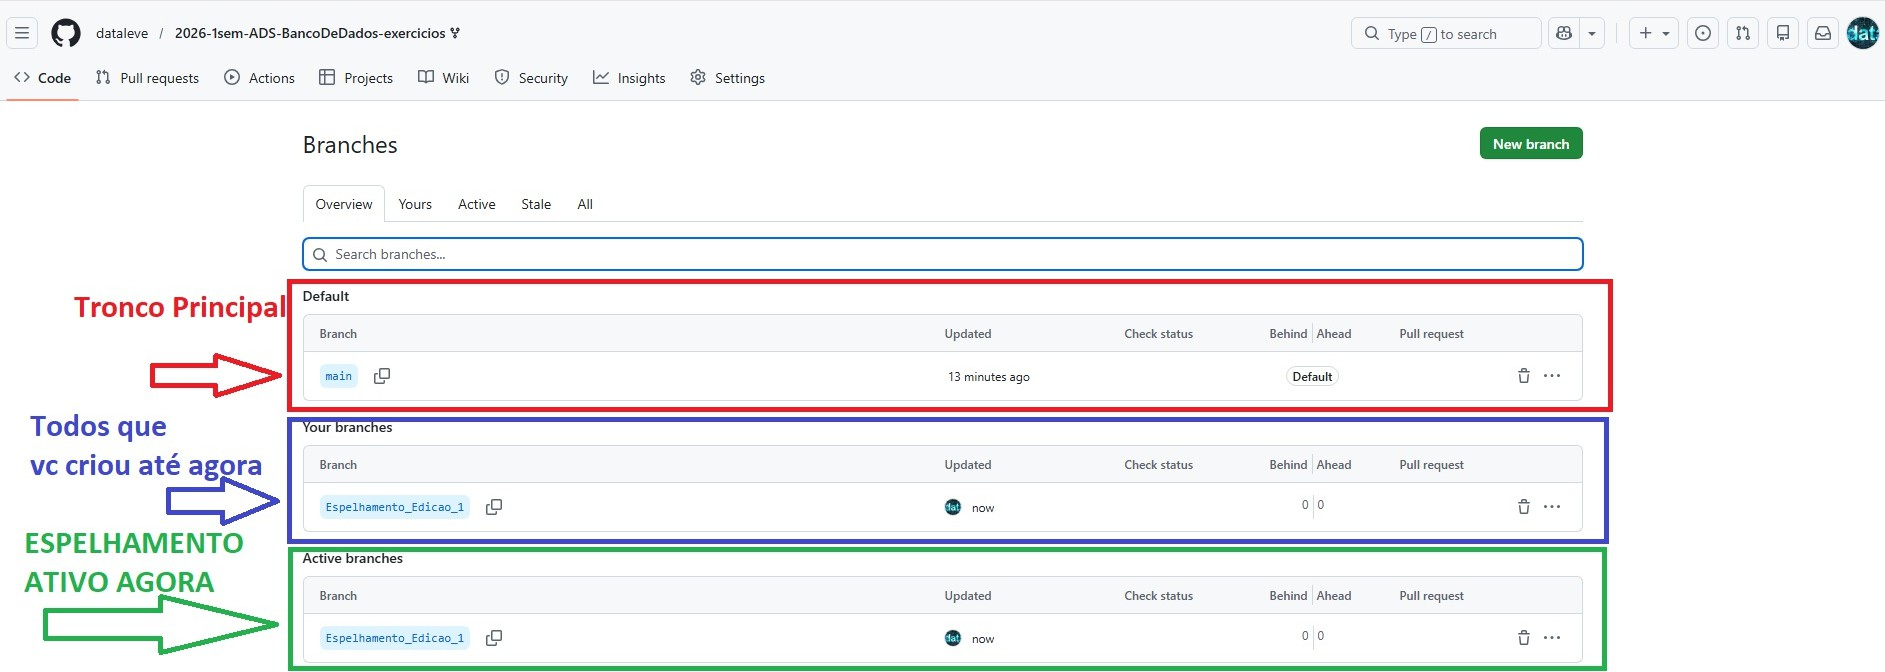 dataleve / 2026-1sem-ADS-BancoDeDados-exercicios
Type / to search
dat
Code Pull requests Actions Projects Wiki Security Insights Settings
Branches
New branch
Overview Yours Active Stale All
Search branches...
Tronco Principal
Default
Branch Updated Check status Behind Ahead Pull request
main 13 minutes ago Default
Todos que
vc criou até agora
Your branches
Branch Updated Check status Behind Ahead Pull request
Espelhamento_Edicao_1 dat now 0 0
ESPELHAMENTO
ATIVO AGORA
Active branches
Branch Updated Check status Behind Ahead Pull request
Espelhamento_Edicao_1 dat now 0 0